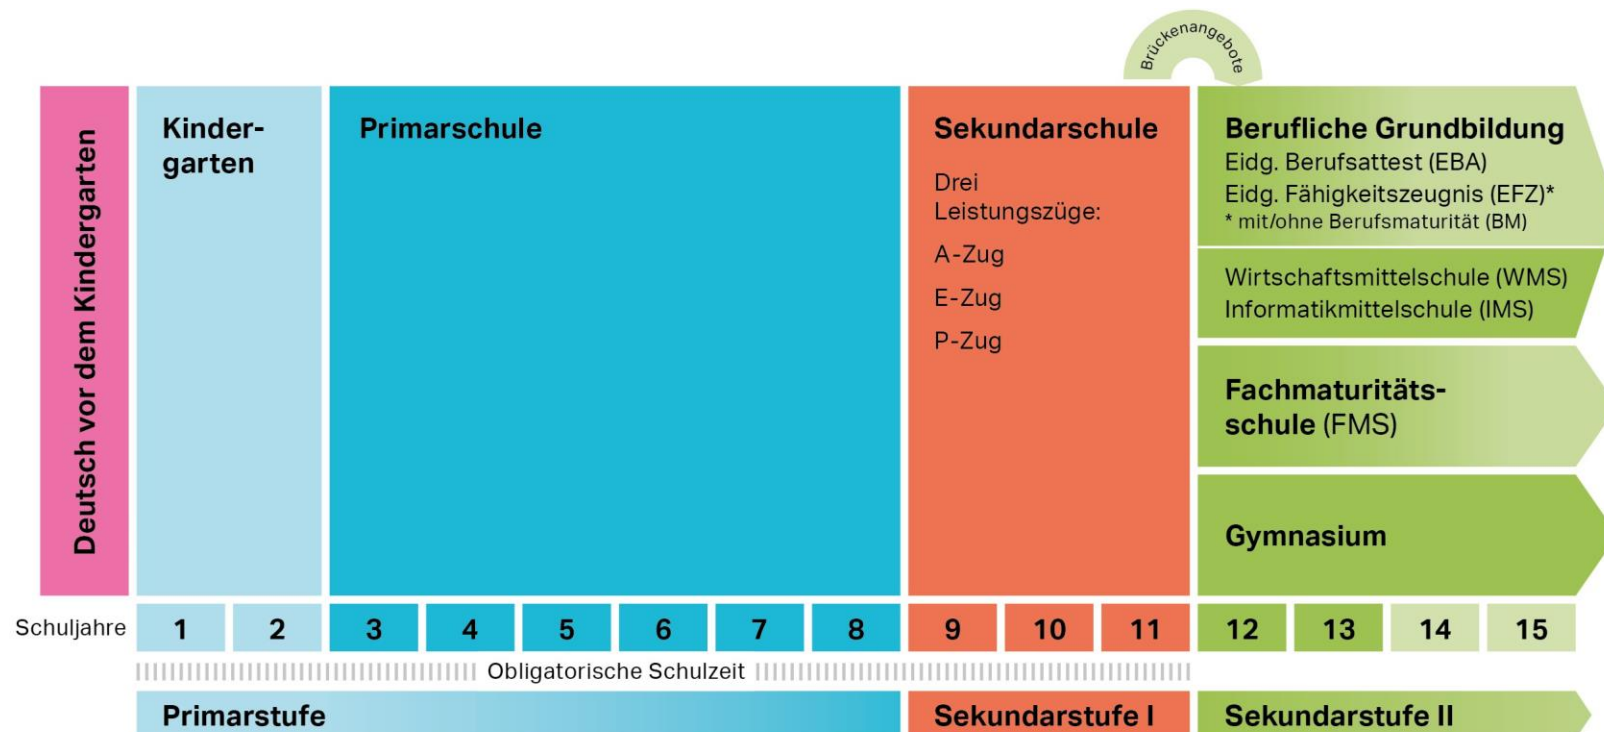 Brückenangebote
Deutsch vor dem Kindergarten
Kinder-
garten
Primarschule
Sekundarschule
Drei
Leistungszüge:
A-Zug
E-Zug
P-Zug
Berufliche Grundbildung
Eidg. Berufsattest (EBA)
Eidg. Fähigkeitszeugnis (EFZ)*
* mit/ohne Berufsmaturität (BM)
Wirtschaftsmittelschule (WMS)
Informatikmittelschule (IMS)
Fachmaturitäts-
schule (FMS)
Gymnasium
Schuljahre 1 2 3 4 5 6 7 8 9 10 11 12 13 14 15
Obligatorische Schulzeit
Primarstufe Sekundarstufe I Sekundarstufe II